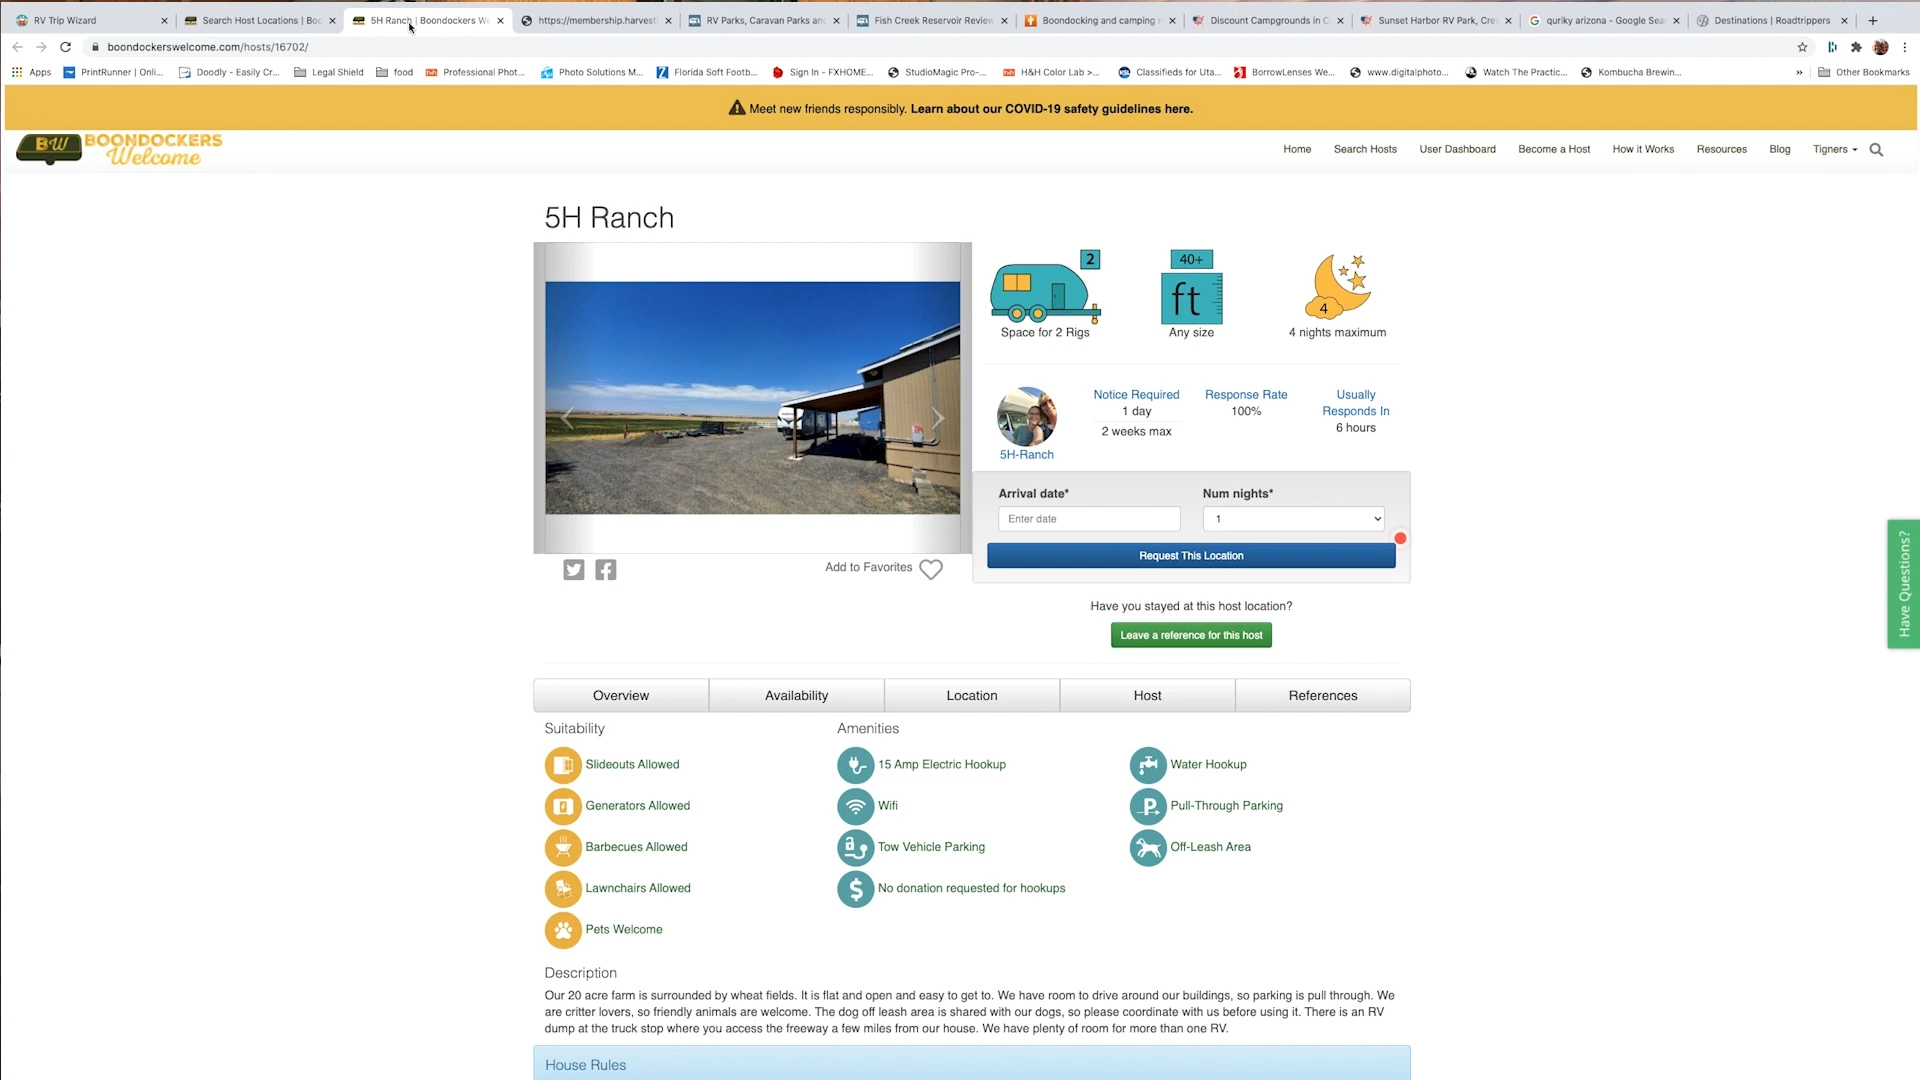 RV Trip Wizard
Search Host Locations | Boo
5H Ranch | Boondockers We
https://membership.harvesth
RV Parks, Caravan Parks and
Fish Creek Reservoir Review
Boondocking and camping r
Discount Campgrounds in C
Sunset Harbor RV Park, Cres
quriky arizona - Google Sea
Destinations | Roadtrippers
boondockerswelcome.com/hosts/16702/
Apps
PrintRunner | Onli...
Doodly - Easily Cr...
Legal Shield
food
Professional Phot...
Photo Solutions M...
Florida Soft Footb...
Sign In - FXHOME...
StudioMagic Pro-...
H&H Color Lab >...
Classifieds for Uta...
BorrowLenses We...
www.digitalphoto...
Watch The Practic...
Kombucha Brewin...
»
Other Bookmarks
Meet new friends responsibly. Learn about our COVID-19 safety guidelines here.
BW BOONDOCKERS
Welcome
Home
Search Hosts
User Dashboard
Become a Host
How it Works
Resources
Blog
Tigners
5H Ranch
2
Space for 2 Rigs
40+
ft
Any size
4
4 nights maximum
5H-Ranch
Notice Required
1 day
2 weeks max
Response Rate
100%
Usually
Responds In
6 hours
Arrival date*
Enter date
Num nights*
1
Request This Location
Add to Favorites
Have you stayed at this host location?
Leave a reference for this host
Have Questions?
Overview
Availability
Location
Host
References
Suitability
Slideouts Allowed
Generators Allowed
Barbecues Allowed
Lawnchairs Allowed
Pets Welcome
Amenities
15 Amp Electric Hookup
Wifi
Tow Vehicle Parking
$ No donation requested for hookups
Water Hookup
P Pull-Through Parking
Off-Leash Area
Description
Our 20 acre farm is surrounded by wheat fields. It is flat and open and easy to get to. We have room to drive around our buildings, so parking is pull through. We
are critter lovers, so friendly animals are welcome. The dog off leash area is shared with our dogs, so please coordinate with us before using it. There is an RV
dump at the truck stop where you access the freeway a few miles from our house. We have plenty of room for more than one RV.
House Rules